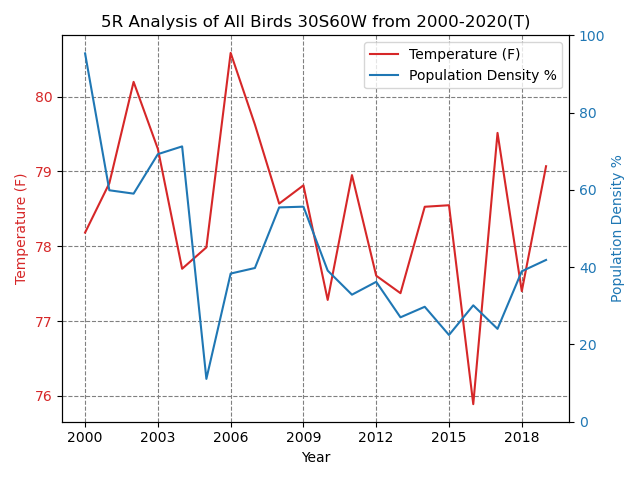 5R Analysis of All Birds 30S60W from 2000-2020(T)
Temperature (F)
Population Density %
80
79
78
77
76
Temperature (F)
100
80
60
40
20
0
Population Density %
2000 2003 2006 2009 2012 2015 2018
Year